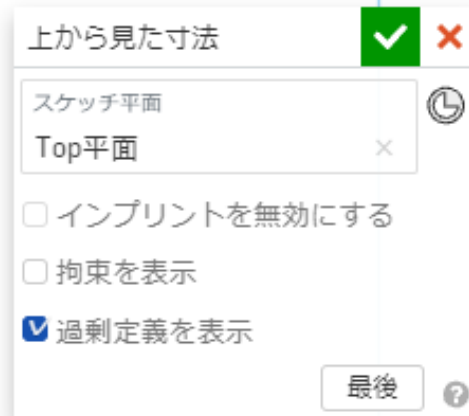 上から見た寸法
スケッチ平面
Top平面
インプリントを無効にする
拘束を表示
過剰定義を表示
最後
?